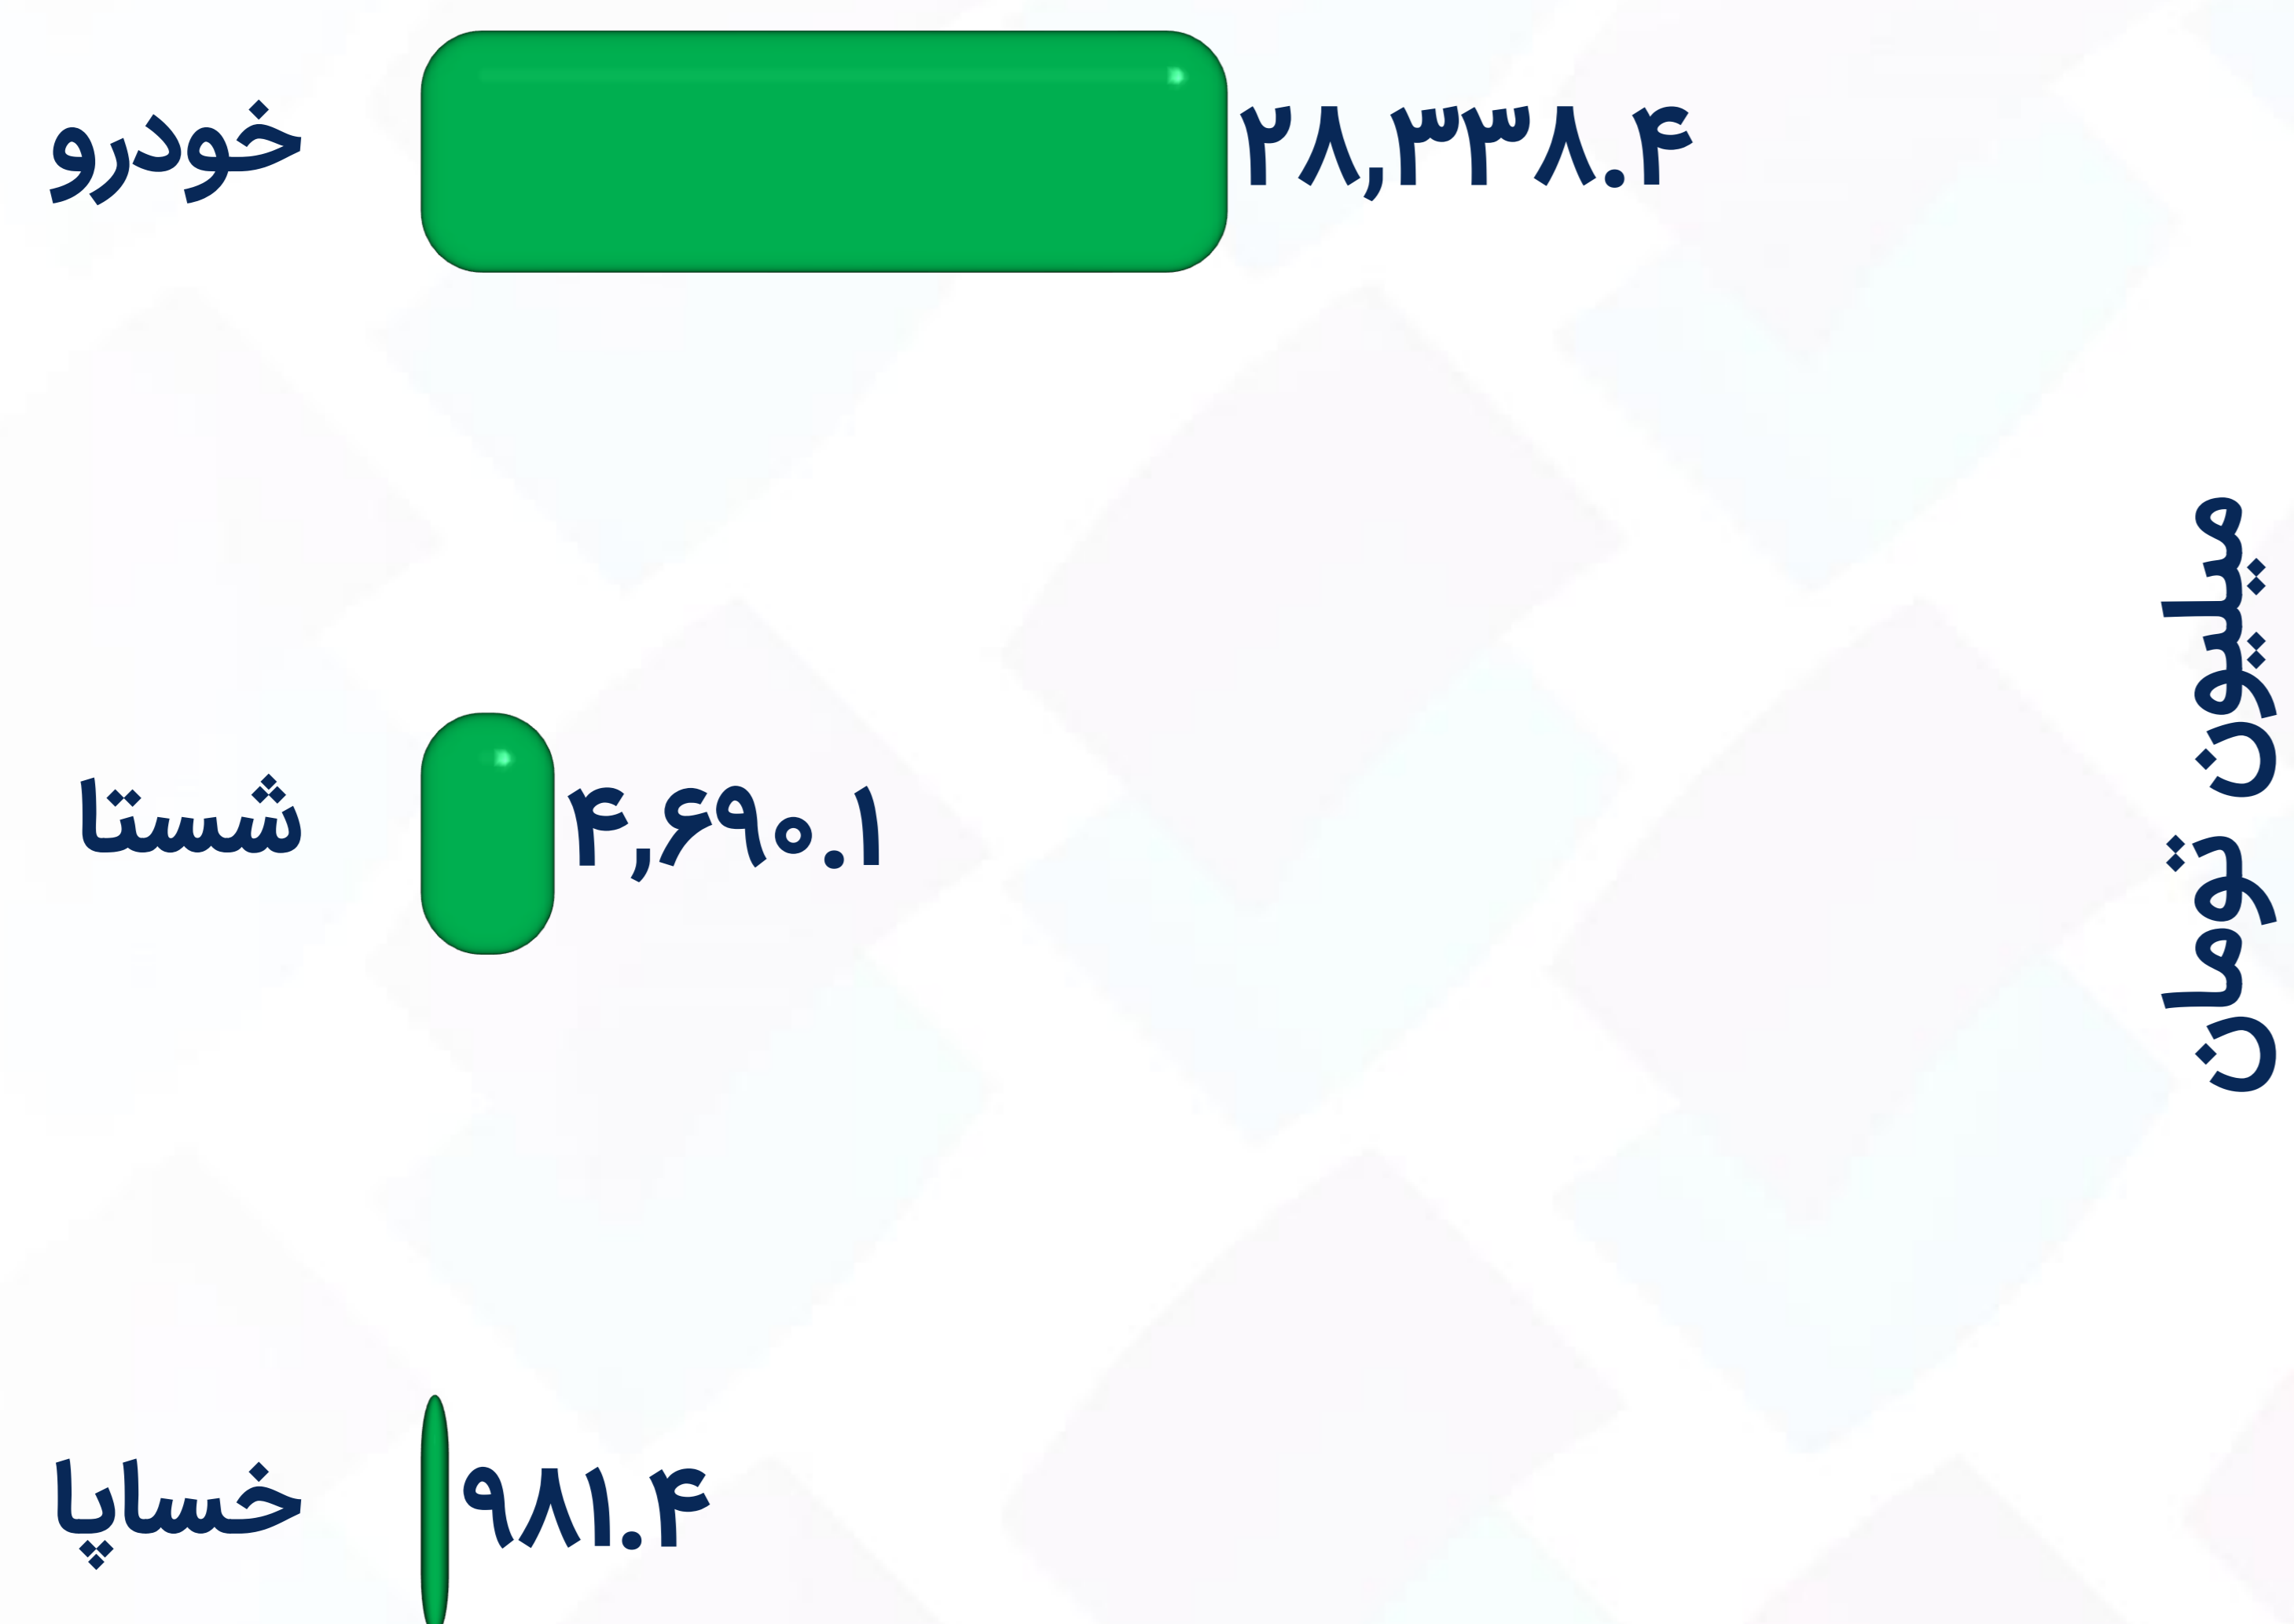 خودرو ۲۸,۳۳۸.۴
شستا ۴,۶۹۰.۱
خساپا ۹۸۱.۴
میلیون تومان